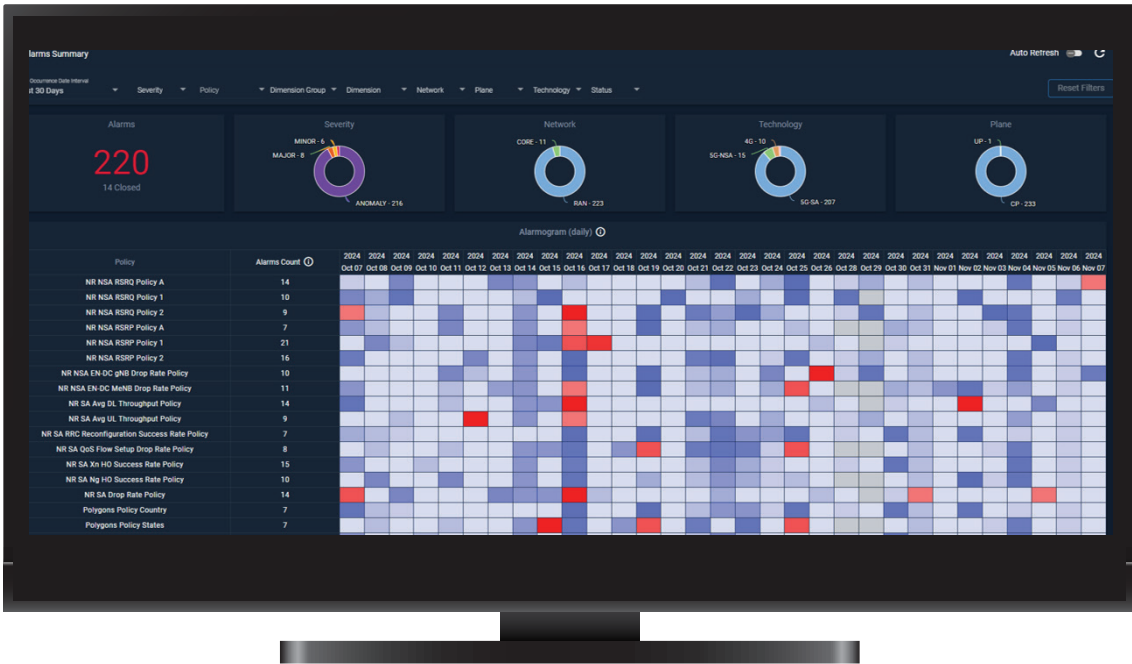 larms Summary
Auto Refresh
Occurrence Date Interval
st 30 Days
Severity
Policy
Dimension Group
Dimension
Network
Plane
Technology
Status
Reset Filters
Alarms
220
14 Closed
Severity
MINOR - 6
MAJOR - 8
ANOMALY - 216
Network
CORE - 11
RAN - 223
Technology
4G - 10
5G-NSA - 15
5G-SA - 207
Plane
UP - 1
CP - 233
Alarmogram (daily)
Policy Alarms Count
2024 2024 2024 2024 2024 2024 2024 2024 2024 2024 2024 2024 2024 2024 2024 2024 2024 2024 2024 2024 2024 2024 2024 2024 2024 2024 2024 2024 2024 2024 2024
Oct 07 Oct 08 Oct 09 Oct 10 Oct 11 Oct 12 Oct 13 Oct 14 Oct 15 Oct 16 Oct 17 Oct 18 Oct 19 Oct 20 Oct 21 Oct 22 Oct 23 Oct 24 Oct 25 Oct 26 Oct 28 Oct 29 Oct 30 Oct 31 Nov 01 Nov 02 Nov 03 Nov 04 Nov 05 Nov 06 Nov 07
NR NSA RSRQ Policy A 14
NR NSA RSRQ Policy 1 10
NR NSA RSRQ Policy 2 9
NR NSA RSRP Policy A 7
NR NSA RSRP Policy 1 21
NR NSA RSRP Policy 2 16
NR NSA EN-DC gNB Drop Rate Policy 10
NR NSA EN-DC MeNB Drop Rate Policy 11
NR SA Avg DL Throughput Policy 14
NR SA Avg UL Throughput Policy 9
NR SA RRC Reconfiguration Success Rate Policy 7
NR SA QoS Flow Setup Drop Rate Policy 8
NR SA Xn HO Success Rate Policy 15
NR SA Ng HO Success Rate Policy 10
NR SA Drop Rate Policy 14
Polygons Policy Country 7
Polygons Policy States 7